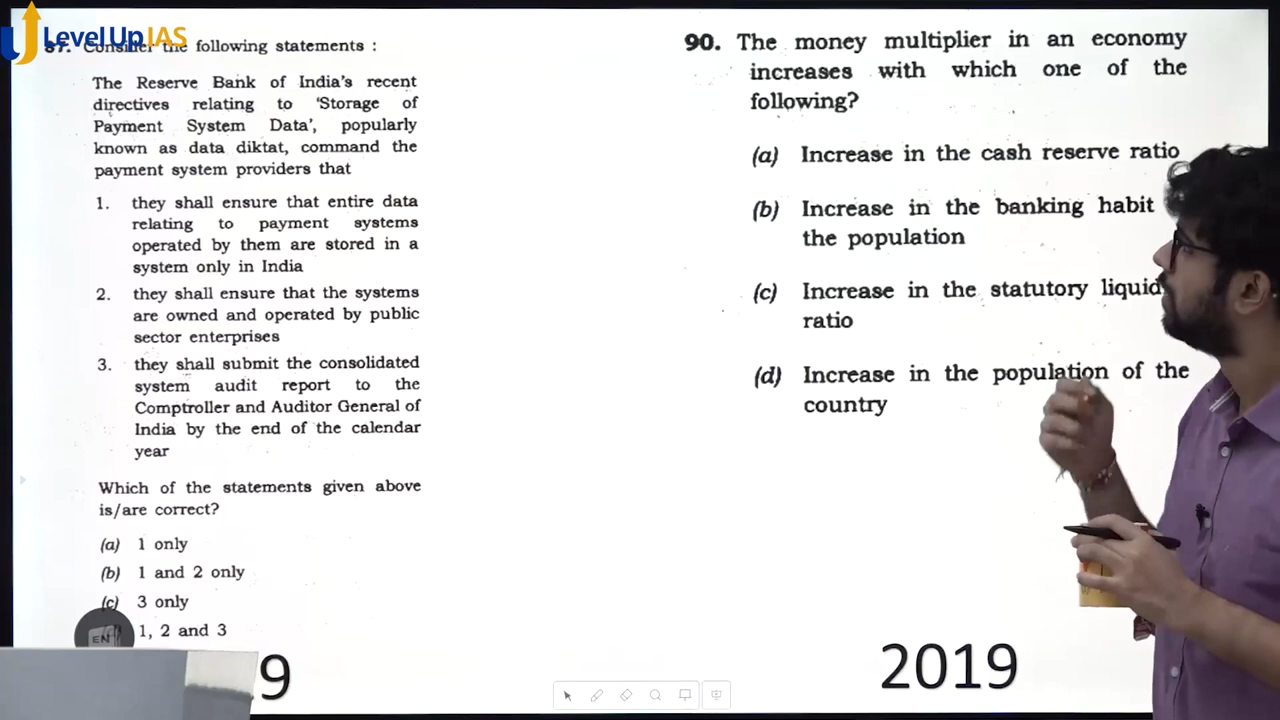 LevelUp IAS
87. Consider the following statements :
The Reserve Bank of India's recent
directives relating to 'Storage of
Payment System Data', popularly
known as data diktat, command the
payment system providers that
1. they shall ensure that entire data
relating to payment systems
operated by them are stored in a
system only in India
2. they shall ensure that the systems
are owned and operated by public
sector enterprises
3. they shall submit the consolidated
system audit report to the
Comptroller and Auditor General of
India by the end of the calendar
year
Which of the statements given above
is/are correct?
(a) 1 only
(b) 1 and 2 only
(c) 3 only
1, 2 and 3
EN
9
90. The money multiplier in an economy
increases with which one of the
following?
(a) Increase in the cash reserve ratio
(b) Increase in the banking habit
the population
(c) Increase in the statutory liquid
ratio
(d) Increase in the population of the
country
2019